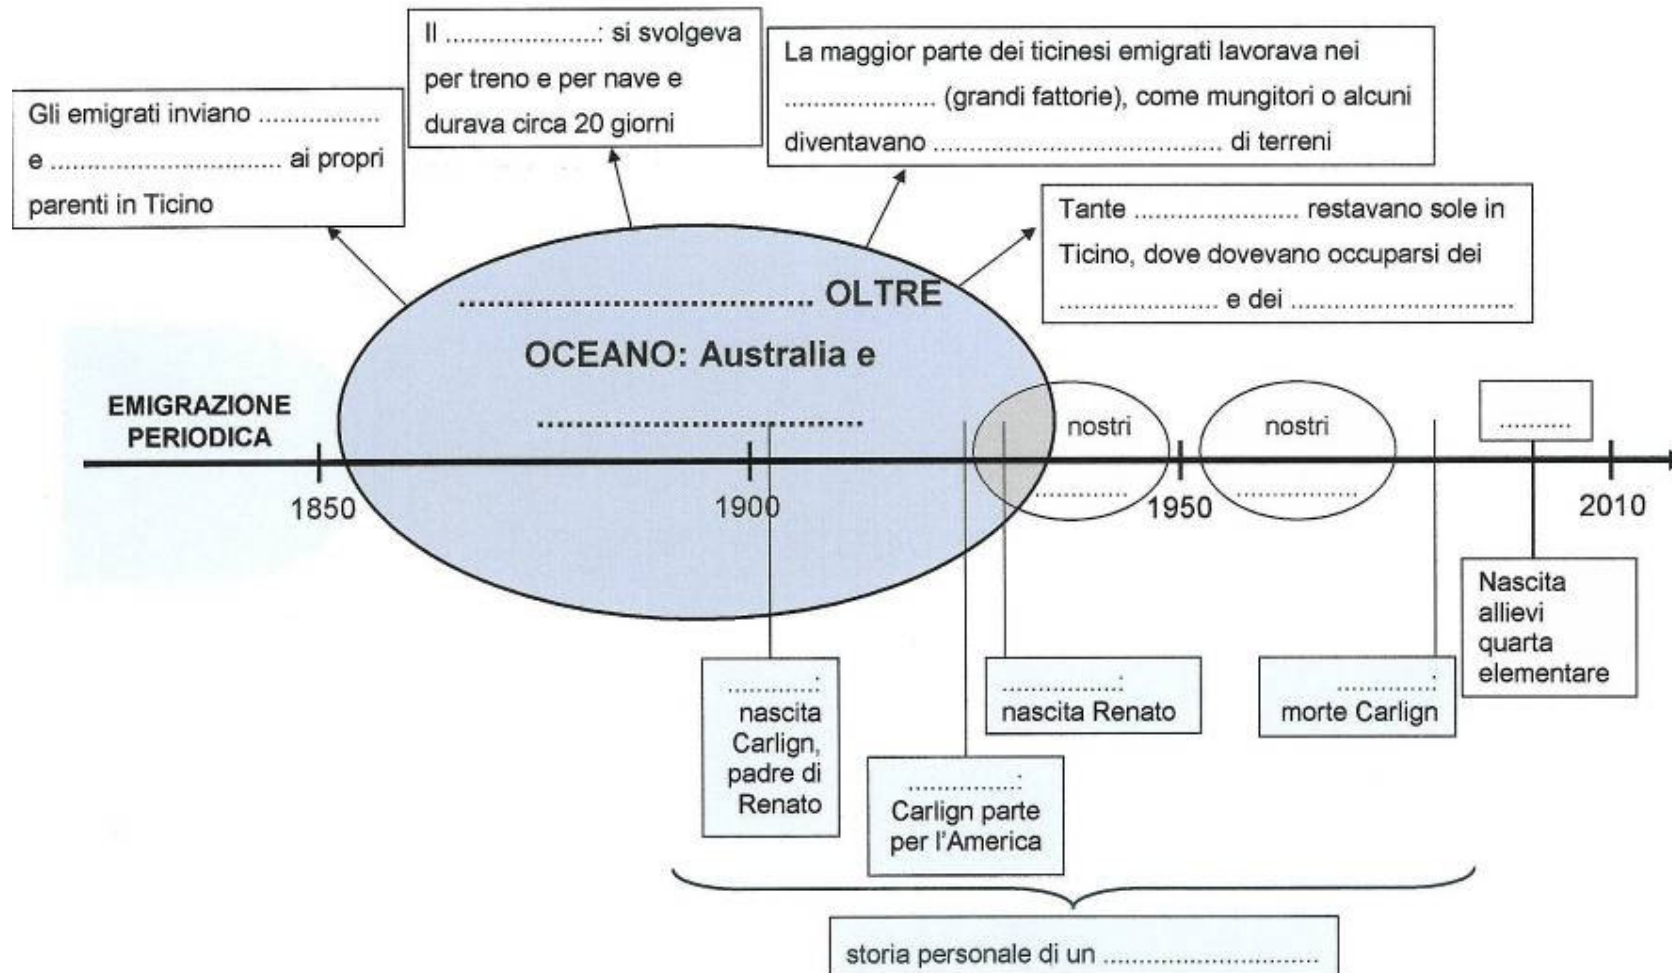 Il ......................: si svolgeva
per treno e per nave e
durava circa 20 giorni
La maggior parte dei ticinesi emigrati lavorava nei
...................... (grandi fattorie), come mungitori o alcuni
diventavano .......................................... di terreni
Gli emigrati inviano ..................
e .................................. ai propri
parenti in Ticino
Tante ........................ restavano sole in
Ticino, dove dovevano occuparsi dei
....................... e dei ................................
.................................... OLTRE
OCEANO: Australia e
.................................
EMIGRAZIONE
PERIODICA
nostri
..............
nostri
.................
...........
1850
1900
1950
2010
Nascita
allievi
quarta
elementare
.............:
nascita
Carlign,
padre di
Renato
................:
Carlign parte
per l'America
.................:
nascita Renato
..............:
morte Carlign
storia personale di un ................................